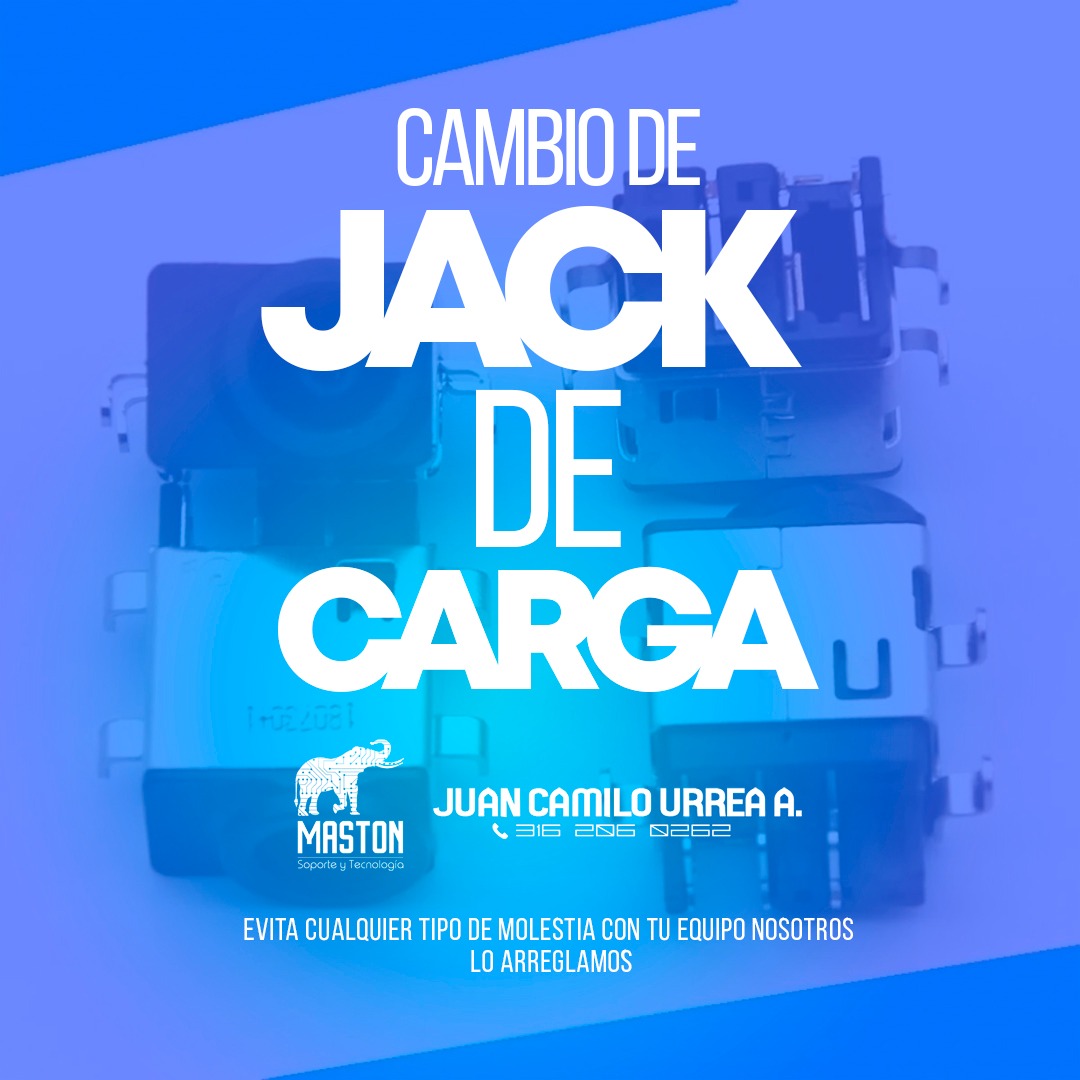 CAMBIO DE
JACK
DE
CARGA
MASTON
Soporte y Tecnología
JUAN CAMILO URREA A.
316 206 0262
EVITA CUALQUIER TIPO DE MOLESTIA CON TU EQUIPO NOSOTROS
LO ARREGLAMOS